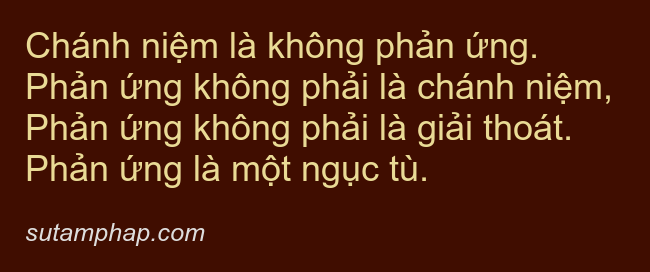 Chánh niệm là không phản ứng.
Phản ứng không phải là chánh niệm,
Phản ứng không phải là giải thoát.
Phản ứng là một ngục tù.
sutamphap.com